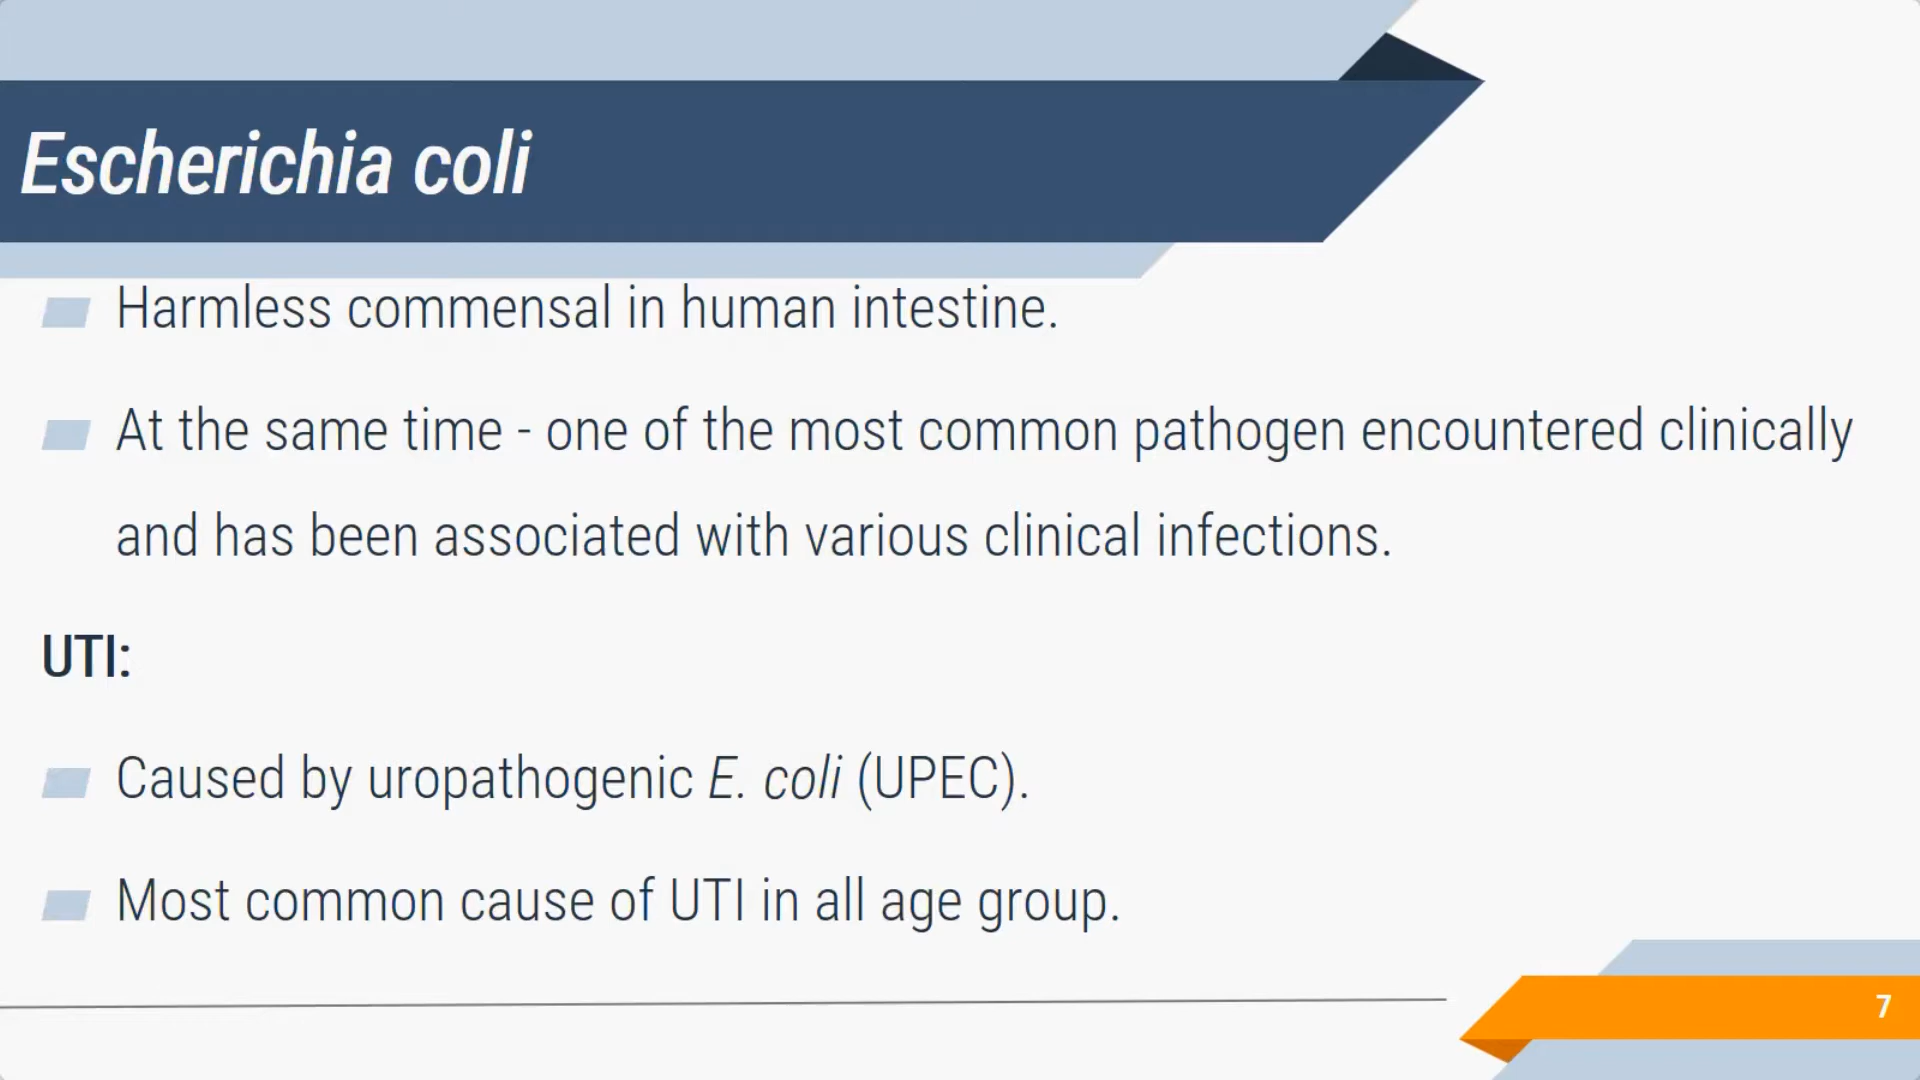 Escherichia coli
Harmless commensal in human intestine.
At the same time - one of the most common pathogen encountered clinically
and has been associated with various clinical infections.
UTI:
Caused by uropathogenic E. coli (UPEC).
Most common cause of UTI in all age group.
7